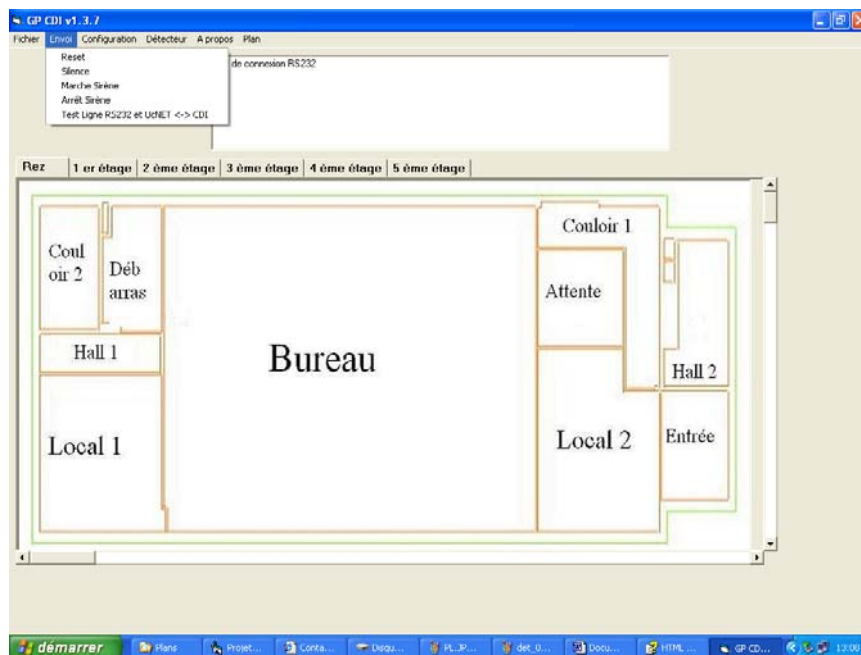 GP CDI v1.3.7
Fichier Envoi Configuration Détecteur A propos Plan
Reset
Silence
Marche Sirène
Arrêt Sirène
Test Ligne RS232 et UcNET <-> CDI
de connexion RS232
Rez 1 er étage 2 ème étage 3 ème étage 4 ème étage 5 ème étage
Couloir 1
Coul
oir 2
Déb
arras
Attente
Hall 1
Bureau
Hall 2
Local 1
Local 2
Entrée
démarrer Plans Projet... Conta... Disqu... PL.JP... det_0... Docu... HTML ... GP CD... 13:00